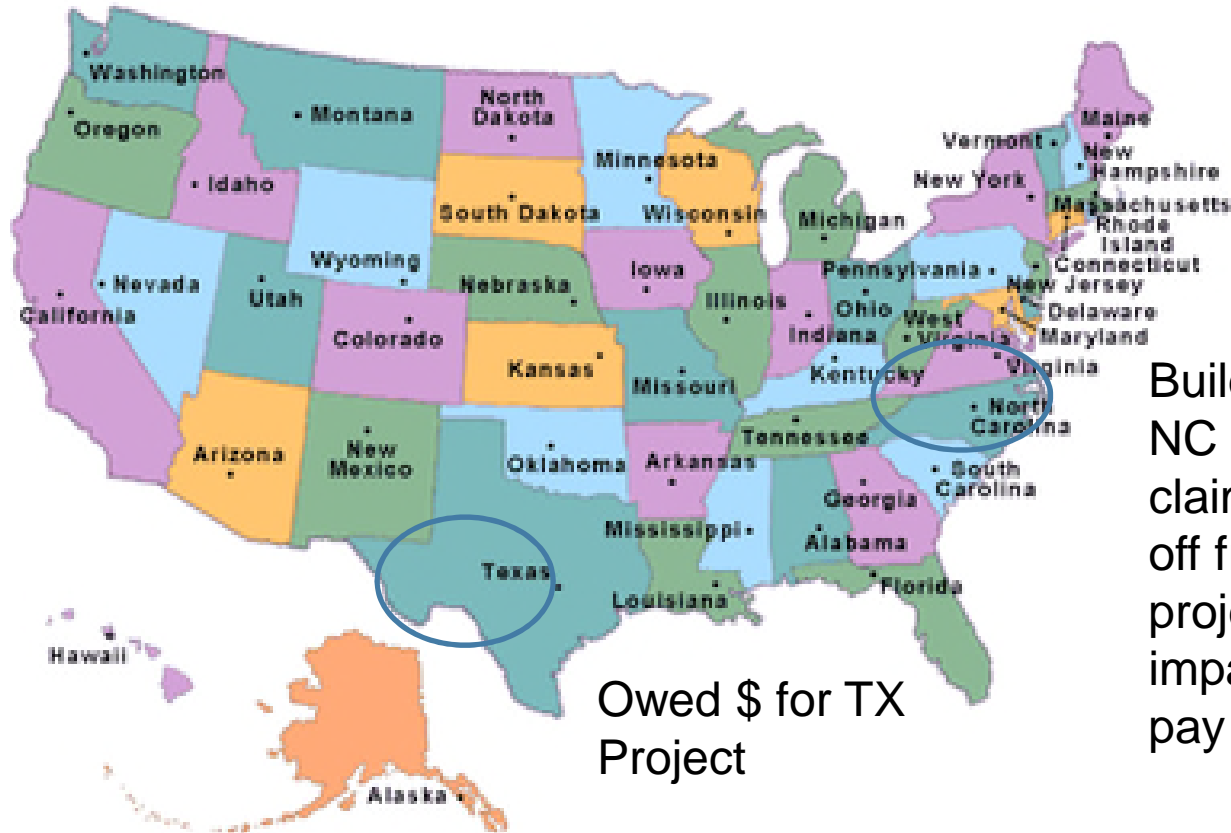 Washington
Montana
North
Dakota
Minnesota
Maine
Vermont
New
Hampshire
Oregon
Idaho
South Dakota
Wisconsin
Michigan
New York
Massachusetts
Rhode
Island
Connecticut
Wyoming
Nebraska
Iowa
Pennsylvania
New Jersey
Nevada
Utah
Illinois
Indiana
Ohio
West
Virginia
Delaware
Maryland
Virginia
California
Colorado
Kansas
Missouri
Kentucky
North
Carolina
Arizona
New
Mexico
Oklahoma
Arkansas
Tennessee
South
Carolina
Mississippi
Alabama
Georgia
Texas
Louisiana
Florida
Hawaii
Alaska
Owed $ for TX
Project
NC
off f
pay